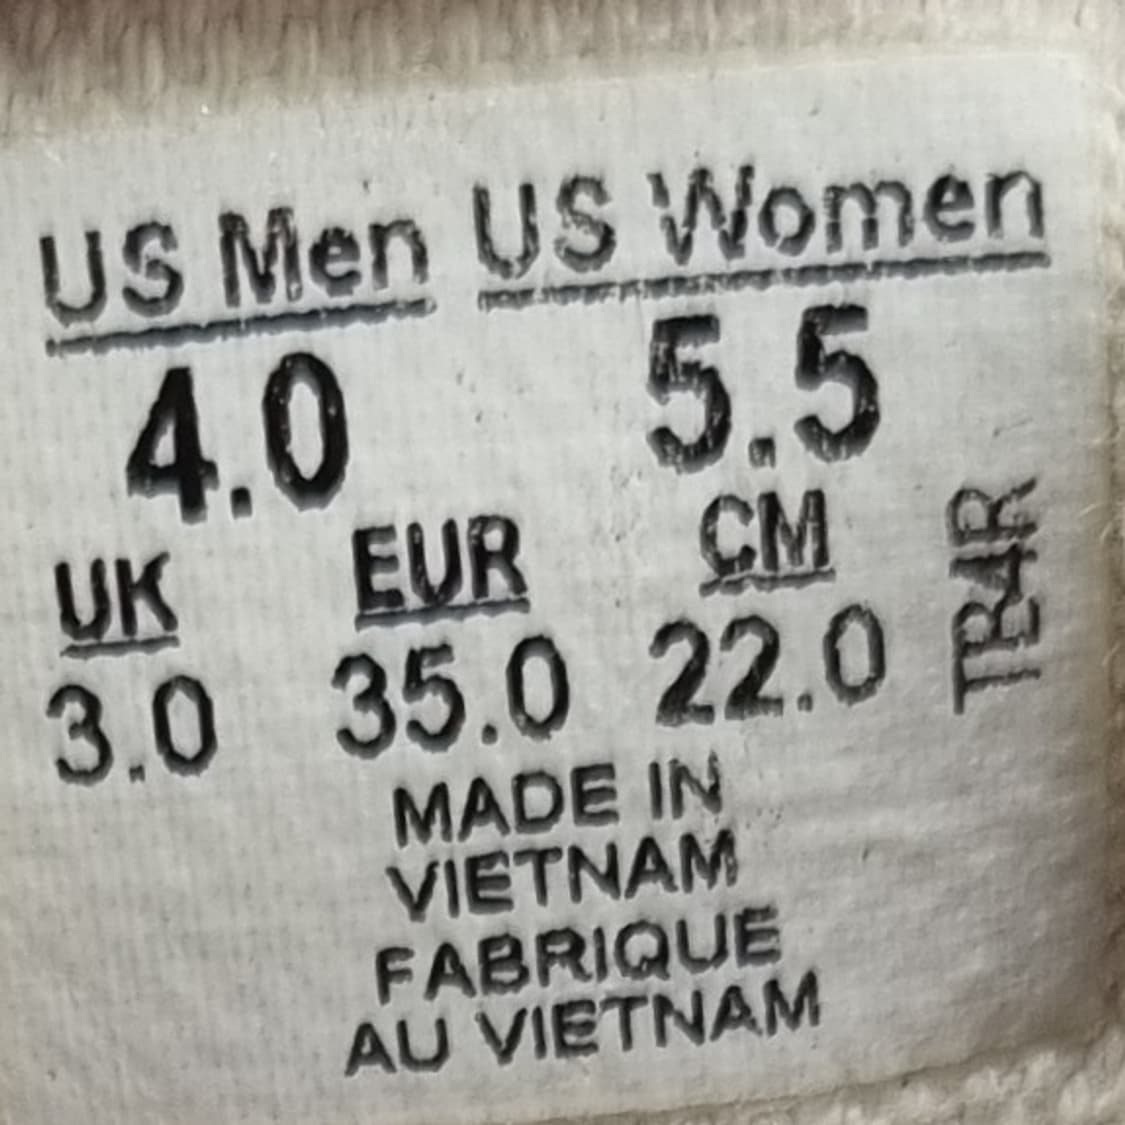 US Men US Women
4.0 5.5
UK EUR CM
3.0 35.0 22.0
MADE IN
VIETNAM
FABRIQUE
AU VIETNAM